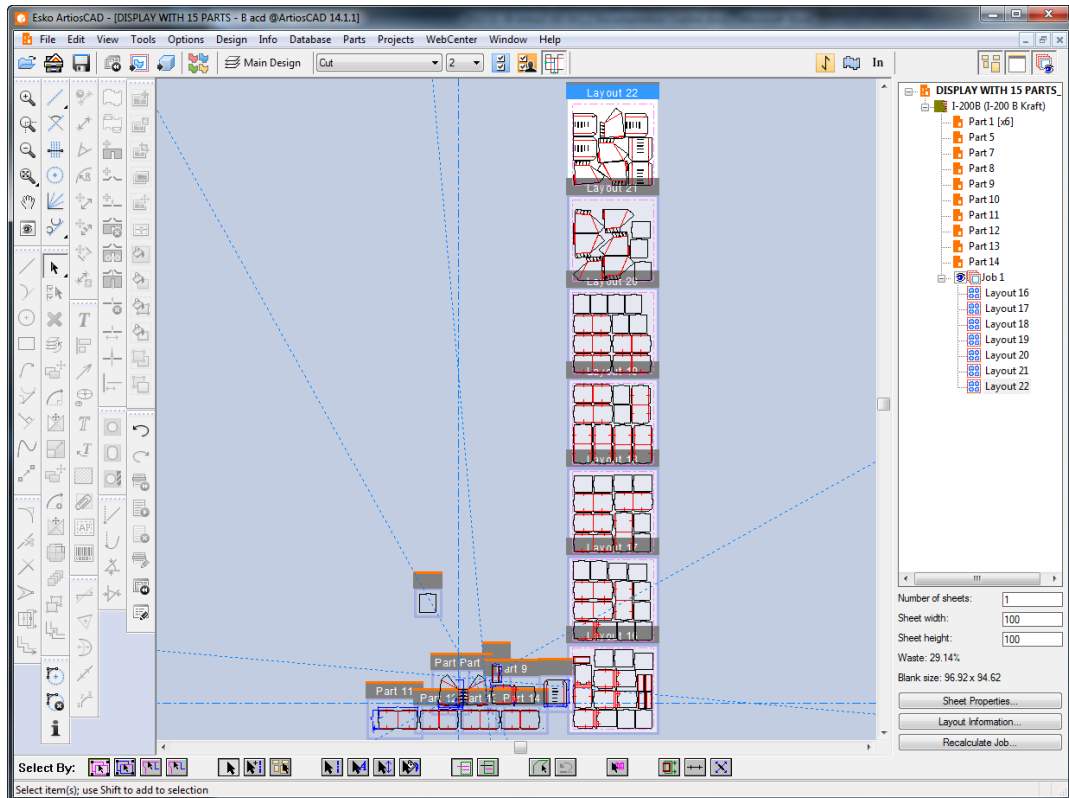 Esko ArtiosCAD - [DISPLAY WITH 15 PARTS - B acd @ArtiosCAD 14.1.1]
File Edit View Tools Options Design Info Database Parts Projects WebCenter Window Help
Main Design Cut 2 In
Layout 22
Layout 21
Layout 20
Layout 19
Layout 18
Layout 17
Layout 16
Part Part
Part 9
Part 11
Part 14
DISPLAY WITH 15 PARTS_
I-200B (I-200 B Kraft)
Part 1 [x6]
Part 5
Part 7
Part 8
Part 9
Part 10
Part 11
Part 12
Part 13
Part 14
Job 1
Layout 16
Layout 17
Layout 18
Layout 19
Layout 20
Layout 21
Layout 22
Number of sheets: 1
Sheet width: 100
Sheet height: 100
Waste: 29.14%
Blank size: 96.92 x 94.62
Sheet Properties...
Layout Information...
Recalculate Job...
Select By:
Select item(s); use Shift to add to selection